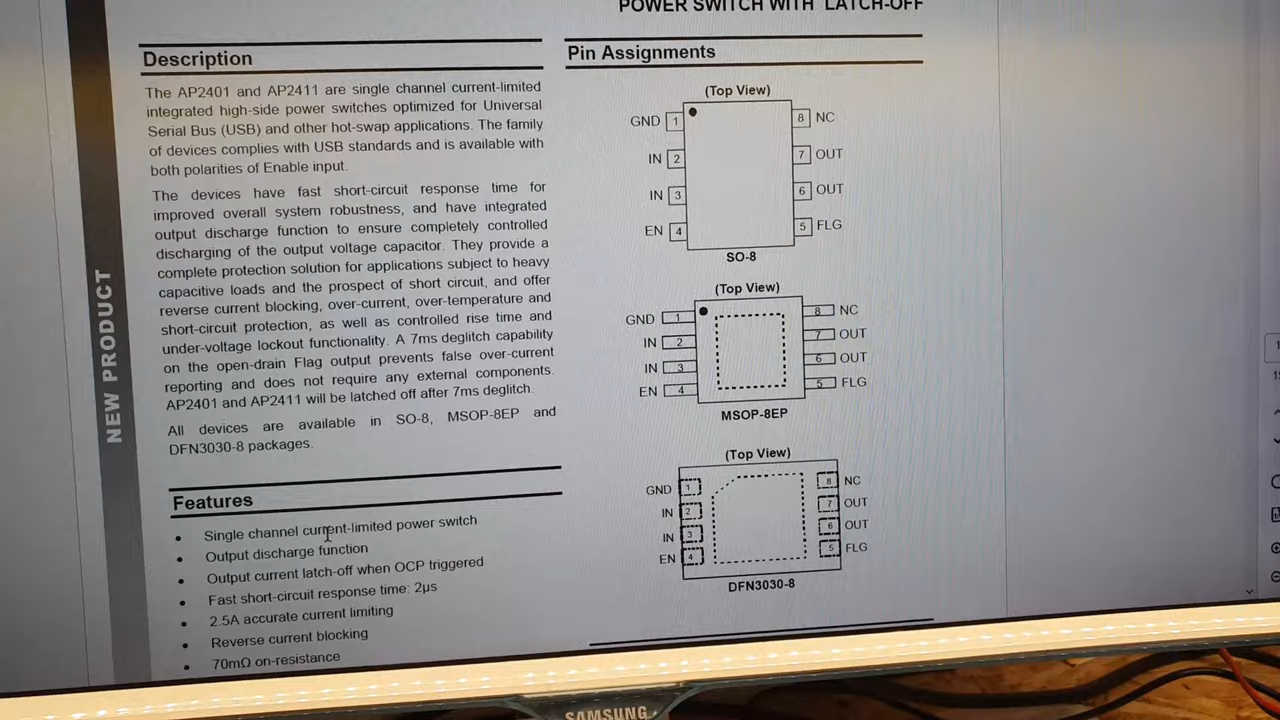 POWER SWITCH WITH LATCH-OFF
Description
The AP2401 and AP2411 are single channel current-limited
integrated high-side power switches optimized for Universal
Serial Bus (USB) and other hot-swap applications. The family
of devices complies with USB standards and is available with
both polarities of Enable input.
The devices have fast short-circuit response time for
improved overall system robustness, and have integrated
output discharge function to ensure completely controlled
discharging of the output voltage capacitor. They provide a
complete protection solution for applications subject to heavy
capacitive loads and the prospect of short circuit, and offer
reverse current blocking, over-current, over-temperature and
short-circuit protection, as well as controlled rise time and
under-voltage lockout functionality. A 7ms deglitch capability
on the open-drain Flag output prevents false over-current
reporting and does not require any external components.
AP2401 and AP2411 will be latched off after 7ms deglitch.
All devices are available in SO-8, MSOP-8EP and
DFN3030-8 packages.
Features
• Single channel current-limited power switch
• Output discharge function
• Output current latch-off when OCP triggered
• Fast short-circuit response time: 2µs
• 2.5A accurate current limiting
• Reverse current blocking
• 70mΩ on-resistance
NEW PRODUCT
Pin Assignments
(Top View)
GND 1 8 NC
IN 2 7 OUT
IN 3 6 OUT
EN 4 5 FLG
SO-8
(Top View)
GND 1 8 NC
IN 2 7 OUT
IN 3 6 OUT
EN 4 5 FLG
MSOP-8EP
(Top View)
GND 1 8 NC
IN 2 7 OUT
IN 3 6 OUT
EN 4 5 FLG
DFN3030-8
SAMSUNG